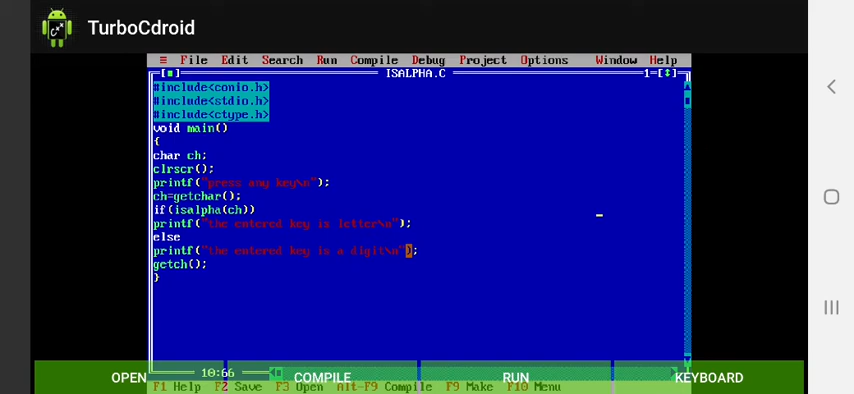 TurboCdroid
≡ File Edit Search Run Compile Debug Project Options Window Help
[■] ISALPHA.C 1=[↕]
#include<conio.h>
#include<stdio.h>
#include<ctype.h>
void main()
{
char ch;
clrscr();
printf("press any key\n");
ch=getchar();
if(isalpha(ch))
printf("the entered key is letter\n");
else
printf("the entered key is a digit\n");
getch();
}
10:66
OPEN COMPILE RUN KEYBOARD
F1 Help F2 Save F3 Open Alt-F9 Compile F9 Make F10 Menu